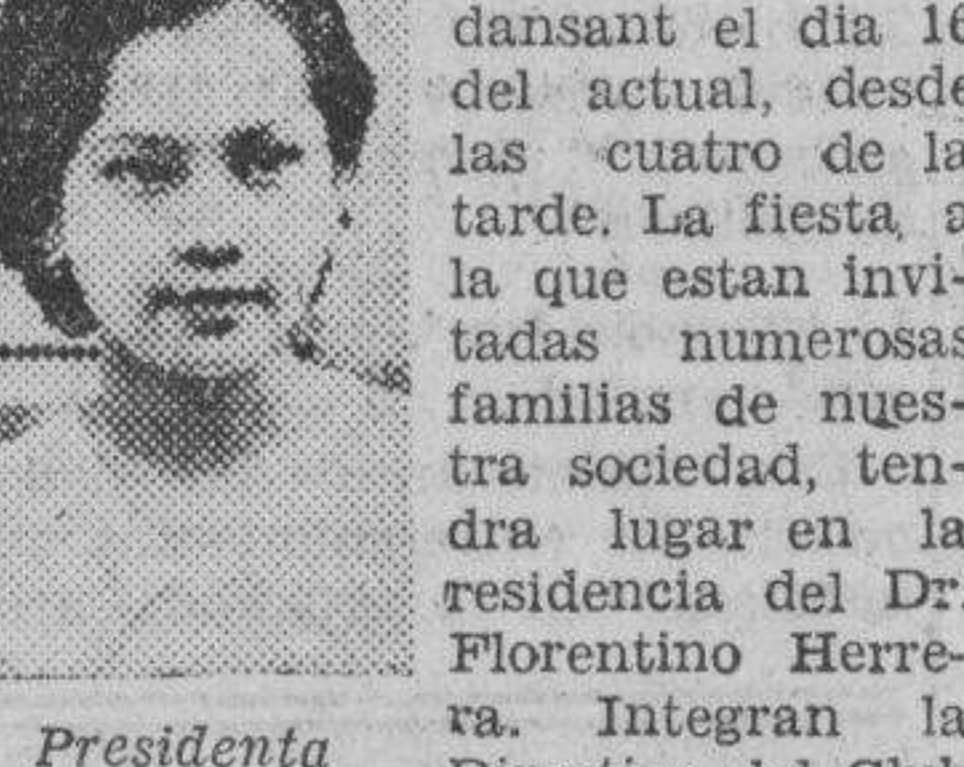 dansant el dia 16
del actual, desde
las cuatro de la
tarde. La fiesta, a
la que estan invi-
tadas numerosas
familias de nues-
tra sociedad, ten-
dra lugar en la
residencia del Dr.
Florentino Herre-
ra. Integran la
Presidenta